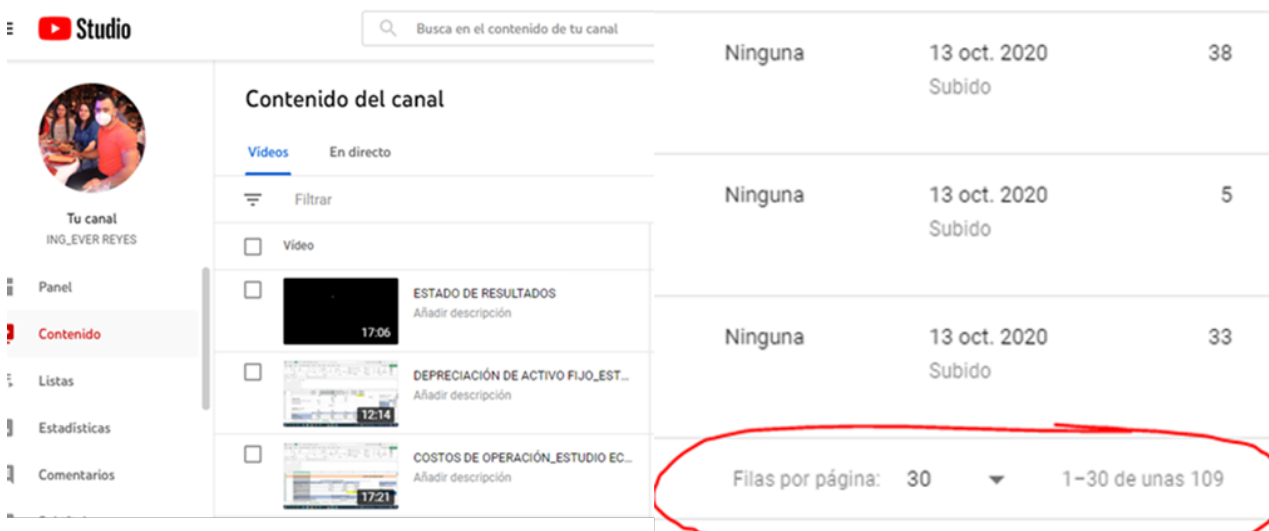 Studio
Busca en el contenido de tu canal
Contenido del canal
Vídeos En directo
Filtrar
Tu canal
ING_EVER REYES
Vídeo
Panel
ESTADO DE RESULTADOS
Añadir descripción
17:06
Contenido
Listas
DEPRECIACIÓN DE ACTIVO FIJO_EST...
Añadir descripción
12:14
Estadísticas
Comentarios
COSTOS DE OPERACIÓN_ESTUDIO EC...
Añadir descripción
17:21
Ninguna 13 oct. 2020 38
Subido
Ninguna 13 oct. 2020 5
Subido
Ninguna 13 oct. 2020 33
Subido
Filas por página: 30 1–30 de unas 109